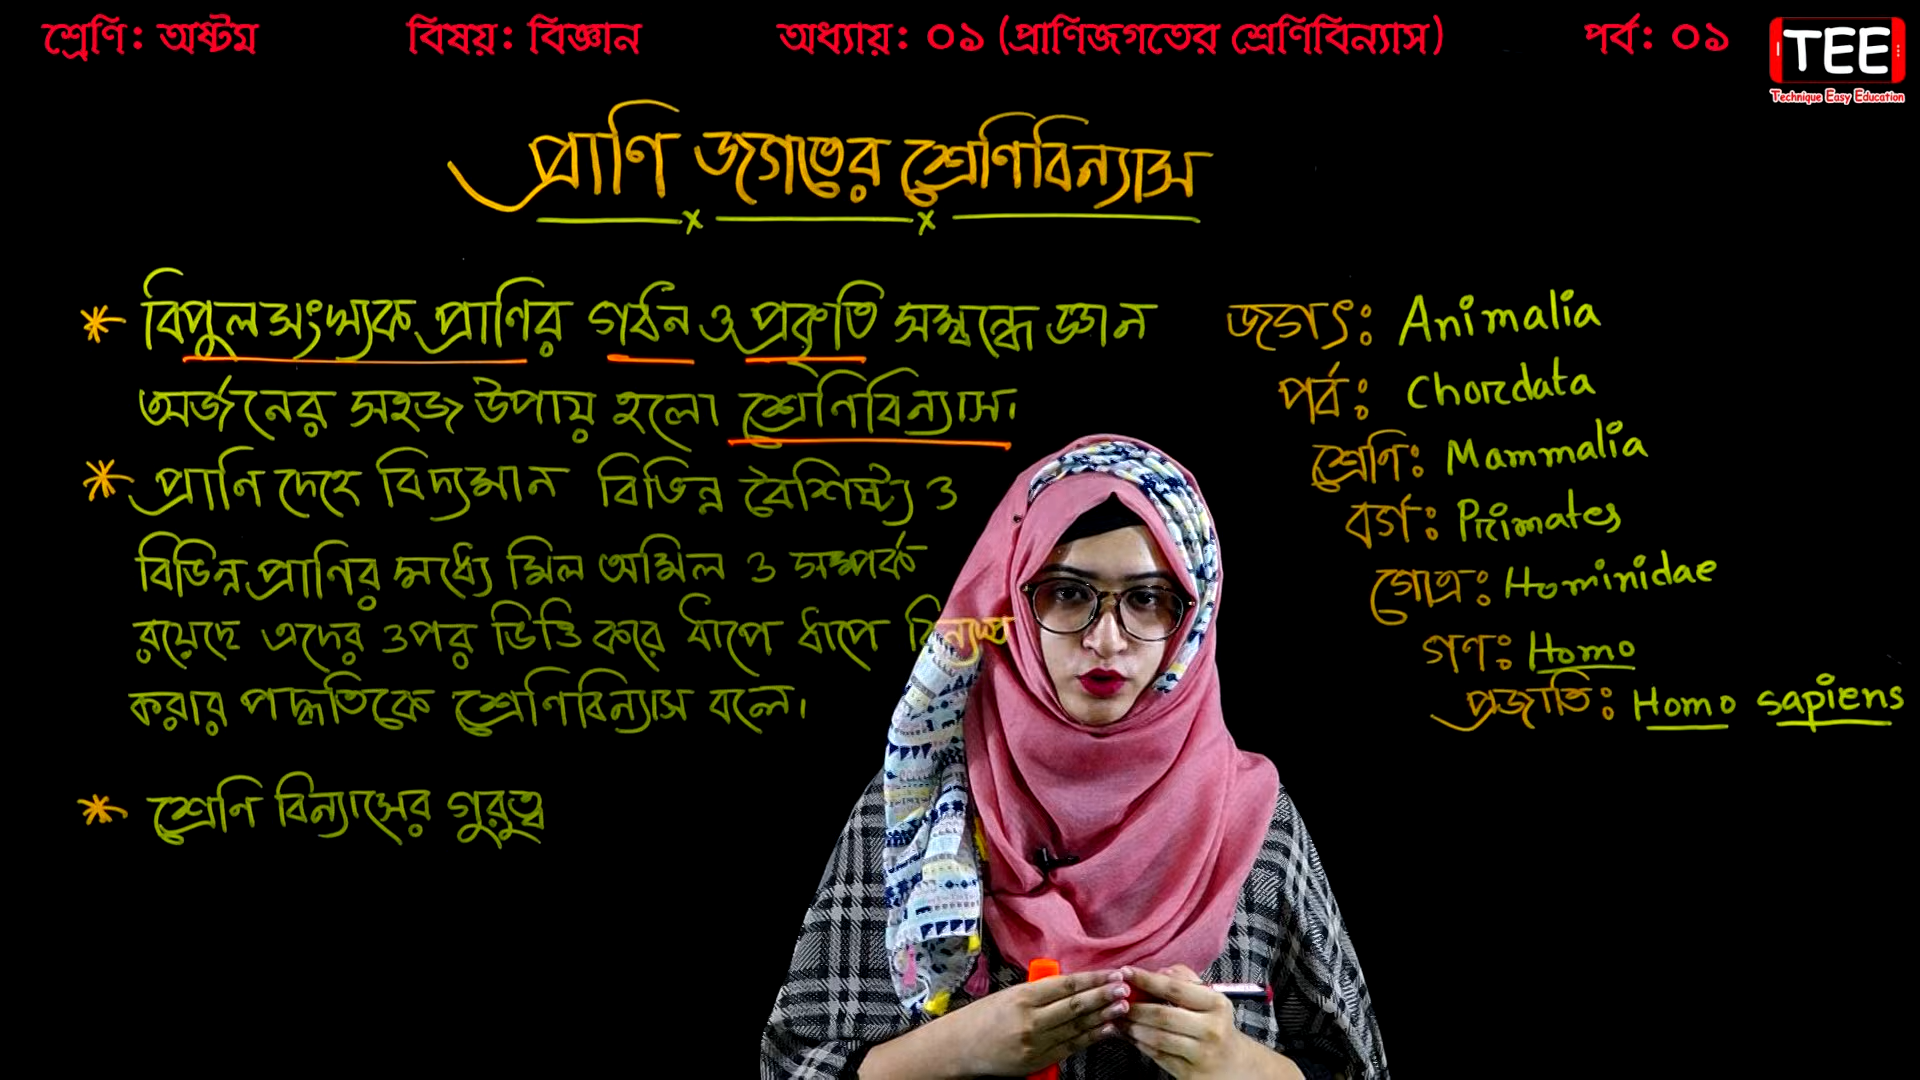 শ্রেণি: অষ্টম বিষয়: বিজ্ঞান অধ্যায়: ০১ (প্রাণিজগতের শ্রেণিবিন্যাস) পর্ব: ০১
TEE
Technique Easy Education
প্রাণি জগতের শ্রেণিবিন্যাস
* বিপুল সংখ্যক প্রাণির গঠন ও প্রকৃতি সম্বন্ধে জ্ঞান
অর্জনের সহজ উপায় হলো শ্রেণিবিন্যাস।
* প্রাণি দেহে বিদ্যমান বিভিন্ন বৈশিষ্ট্য ও
বিভিন্ন প্রাণির মধ্যে মিল অমিল ও সম্পর্ক
রয়েছে এদের ওপর ভিত্তি করে ধাপে ধাপে বিন্যস্ত
করার পদ্ধতিকে শ্রেণিবিন্যাস বলে।
* শ্রেণি বিন্যাসের গুরুত্ব
জগৎ: Animalia
পর্ব: Chordata
শ্রেণি: Mammalia
বর্গ: Primates
গোত্র: Hominidae
গণ: Homo
প্রজাতি: Homo sapiens